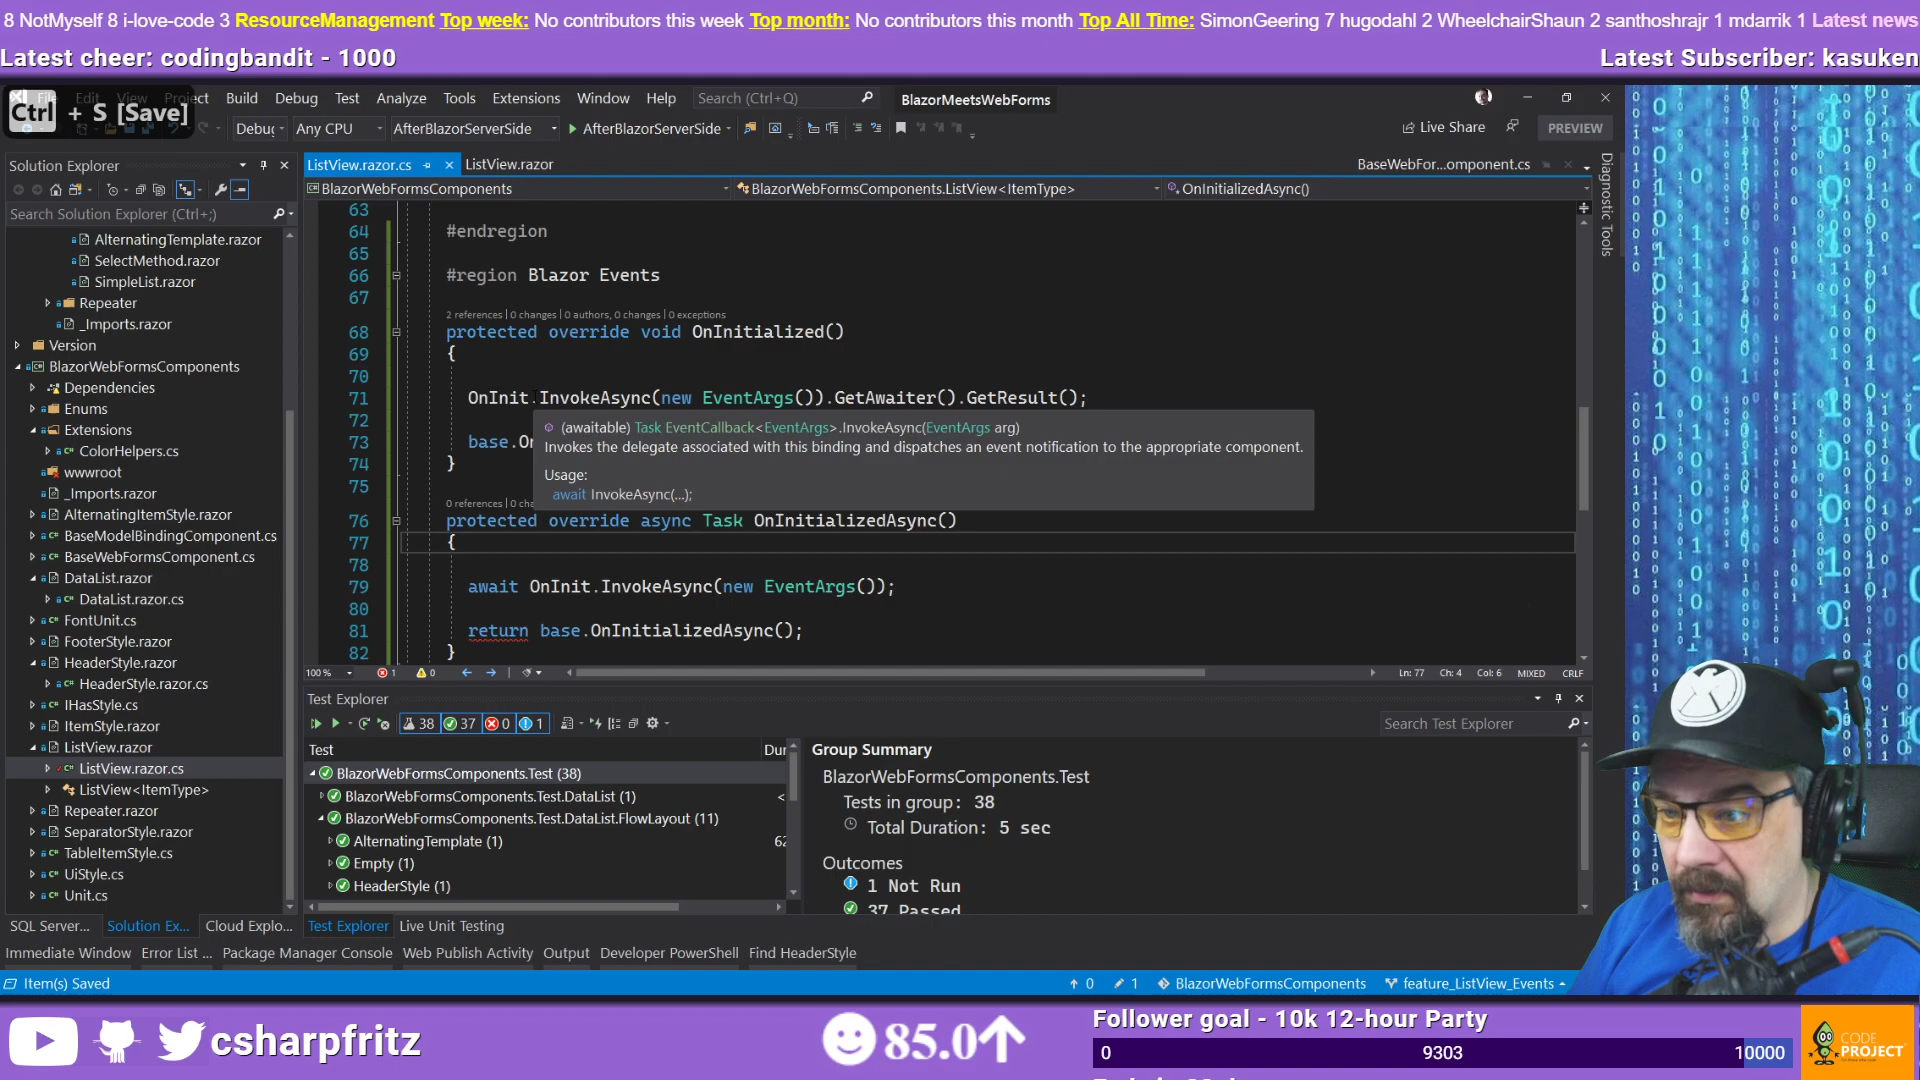 8 NotMyself 8 i-love-code 3 ResourceManagement Top week: No contributors this week Top month: No contributors this month Top All Time: SimonGeering 7 hugodahl 2 WheelchairShaun 2 santhoshrajr 1 mdarrik 1 Latest news
Latest cheer: codingbandit - 1000
Latest Subscriber: kasuken
File Edit View Project Build Debug Test Analyze Tools Extensions Window Help Search (Ctrl+Q) BlazorMeetsWebForms
Ctrl + S [Save]
Debug Any CPU AfterBlazorServerSide AfterBlazorServerSide Live Share PREVIEW
Solution Explorer
ListView.razor.cs ListView.razor BaseWebFor...omponent.cs
BlazorWebFormsComponents BlazorWebFormsComponents.ListView<ItemType> OnInitializedAsync()
Diagnostic Tools
Search Solution Explorer (Ctrl+;)
AlternatingTemplate.razor
SelectMethod.razor
SimpleList.razor
Repeater
_Imports.razor
Version
BlazorWebFormsComponents
Dependencies
Enums
Extensions
ColorHelpers.cs
wwwroot
_Imports.razor
AlternatingItemStyle.razor
BaseModelBindingComponent.cs
BaseWebFormsComponent.cs
DataList.razor
DataList.razor.cs
FontUnit.cs
FooterStyle.razor
HeaderStyle.razor
HeaderStyle.razor.cs
IHasStyle.cs
ItemStyle.razor
ListView.razor
ListView.razor.cs
ListView<ItemType>
Repeater.razor
SeparatorStyle.razor
TableItemStyle.cs
UiStyle.cs
Unit.cs
63
64 #endregion
65
66 #region Blazor Events
67
2 references | 0 changes | 0 authors, 0 changes | 0 exceptions
68 protected override void OnInitialized()
69 {
70
71 OnInit.InvokeAsync(new EventArgs()).GetAwaiter().GetResult();
72
73 base.On
74 }
75
(awaitable) Task EventCallback<EventArgs>.InvokeAsync(EventArgs arg)
Invokes the delegate associated with this binding and dispatches an event notification to the appropriate component.
Usage:
await InvokeAsync(...);
0 references | 0 cha
76 protected override async Task OnInitializedAsync()
77 {
78
79 await OnInit.InvokeAsync(new EventArgs());
80
81 return base.OnInitializedAsync();
82 }
100% 1 0 Ln: 77 Ch: 4 Col: 6 MIXED CRLF
Test Explorer
38 37 0 1 Search Test Explorer
Test Dur
BlazorWebFormsComponents.Test (38)
BlazorWebFormsComponents.Test.DataList (1) <
BlazorWebFormsComponents.Test.DataList.FlowLayout (11)
AlternatingTemplate (1) 62
Empty (1)
HeaderStyle (1)
Group Summary
BlazorWebFormsComponents.Test
Tests in group: 38
Total Duration: 5 sec
Outcomes
1 Not Run
37 Passed
SQL Server... Solution Ex... Cloud Explo... Test Explorer Live Unit Testing
Immediate Window Error List ... Package Manager Console Web Publish Activity Output Developer PowerShell Find HeaderStyle
Item(s) Saved 0 1 BlazorWebFormsComponents feature_ListView_Events
csharpfritz
85.0
Follower goal - 10k 12-hour Party
0 9303 10000
CODE
PROJECT